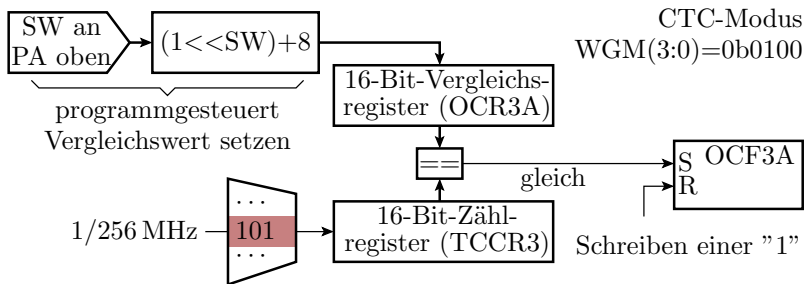 SW an
PA oben
(1<<SW)+8
CTC-Modus
WGM(3:0)=0b0100
16-Bit-Vergleichs-
register (OCR3A)
programmgesteuert
Vergleichswert setzen
==
gleich
S OCF3A
R
1/256 MHz
· · ·
101
· · ·
16-Bit-Zähl-
register (TCCR3)
Schreiben einer "1"